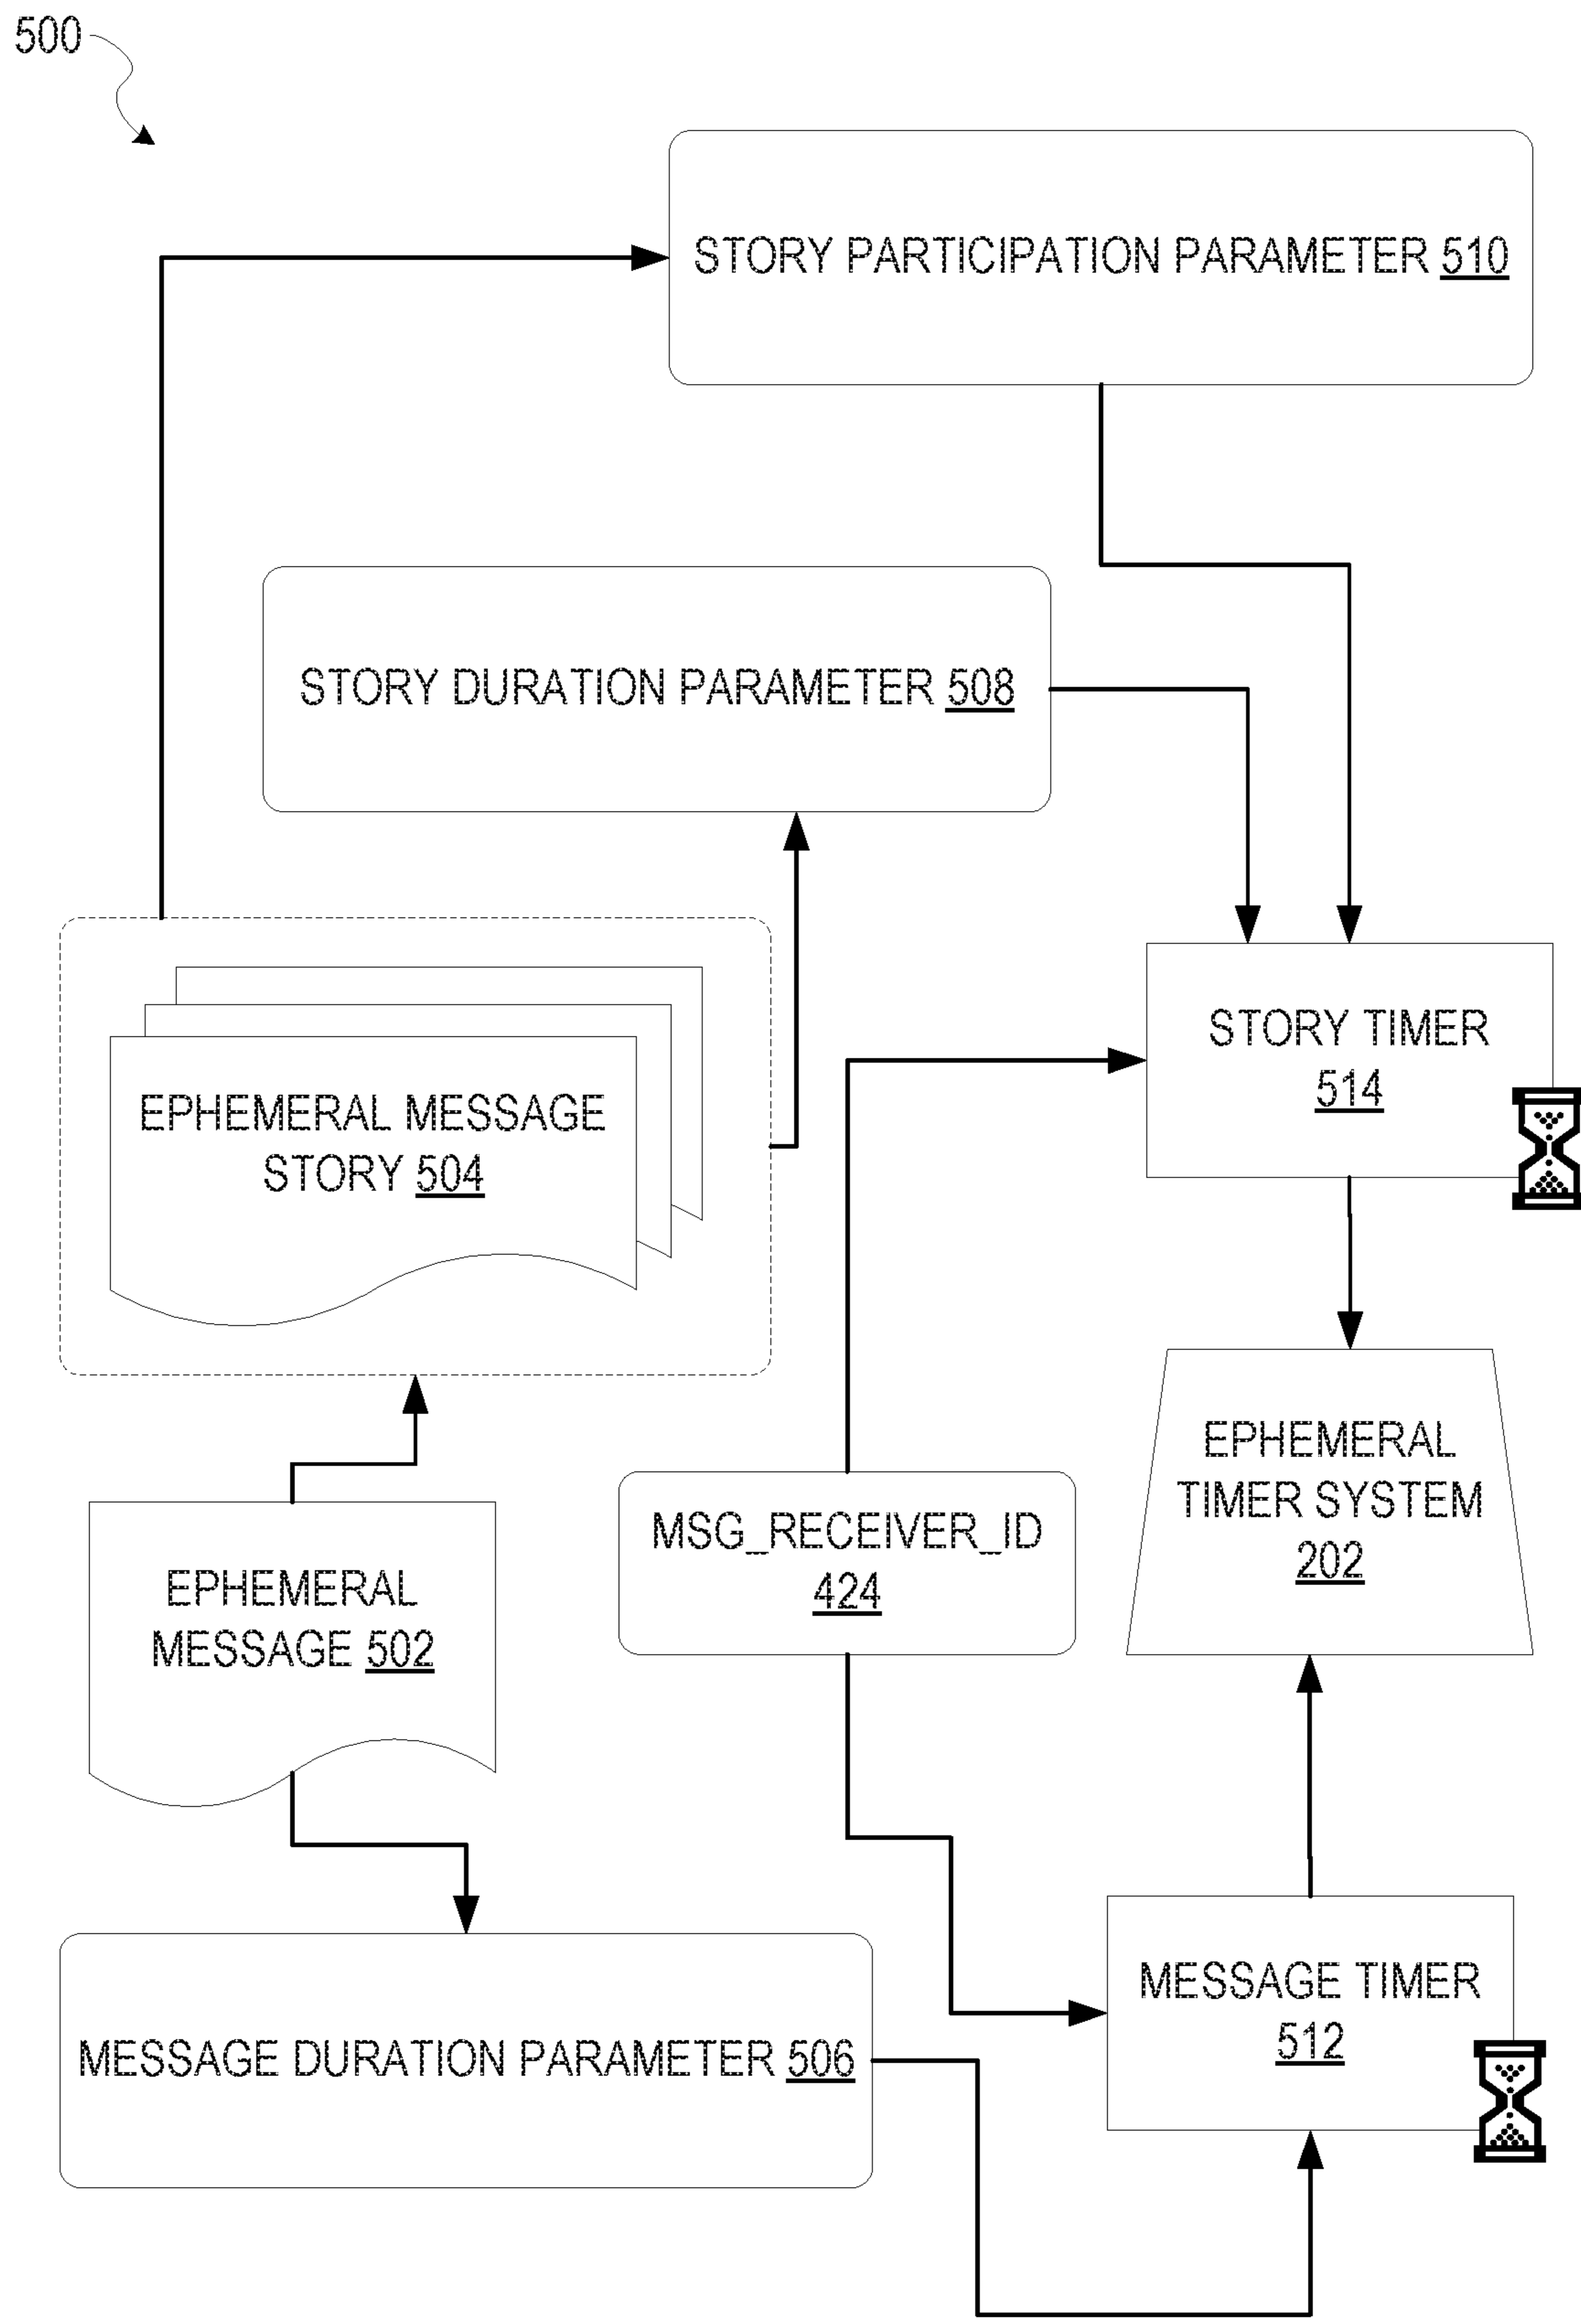 500
STORY PARTICIPATION PARAMETER 510
STORY DURATION PARAMETER 508
STORY TIMER
514
EPHEMERAL MESSAGE
STORY 504
EPHEMERAL
TIMER SYSTEM
202
MSG_RECEIVER_ID
424
EPHEMERAL
MESSAGE 502
MESSAGE TIMER
512
MESSAGE DURATION PARAMETER 506